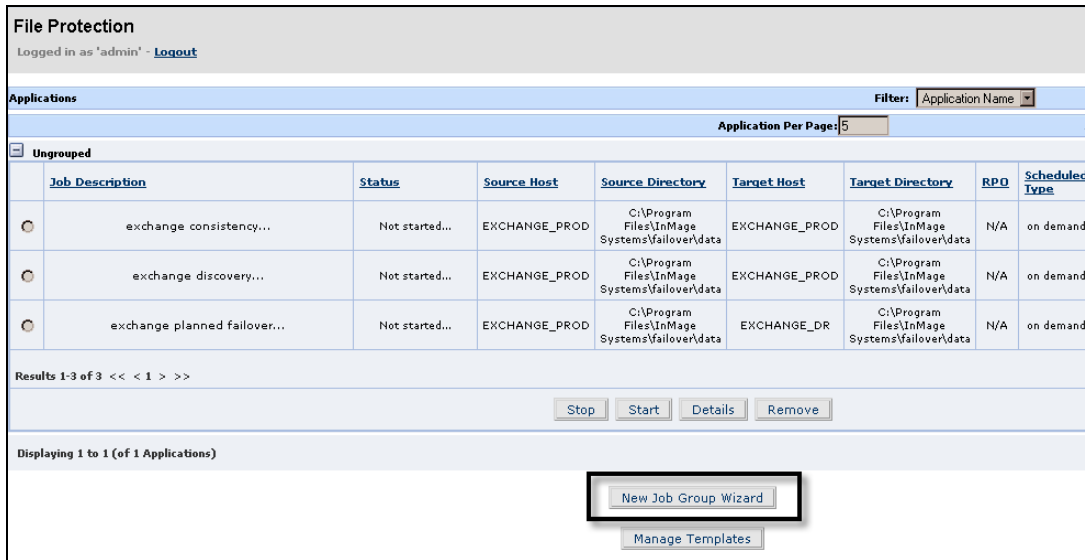 File Protection
Logged in as 'admin' - Logout
Applications Filter: Application Name
Application Per Page: 5
Ungrouped
Job Description Status Source Host Source Directory Target Host Target Directory RPO Scheduled Type
exchange consistency... Not started... EXCHANGE_PROD C:\Program Files\InMage Systems\failover\data EXCHANGE_PROD C:\Program Files\InMage Systems\failover\data N/A on demand
exchange discovery... Not started... EXCHANGE_PROD C:\Program Files\InMage Systems\failover\data EXCHANGE_PROD C:\Program Files\InMage Systems\failover\data N/A on demand
exchange planned failover... Not started... EXCHANGE_PROD C:\Program Files\InMage Systems\failover\data EXCHANGE_DR C:\Program Files\InMage Systems\failover\data N/A on demand
Results 1-3 of 3 << < 1 > >>
Stop Start Details Remove
Displaying 1 to 1 (of 1 Applications)
New Job Group Wizard
Manage Templates